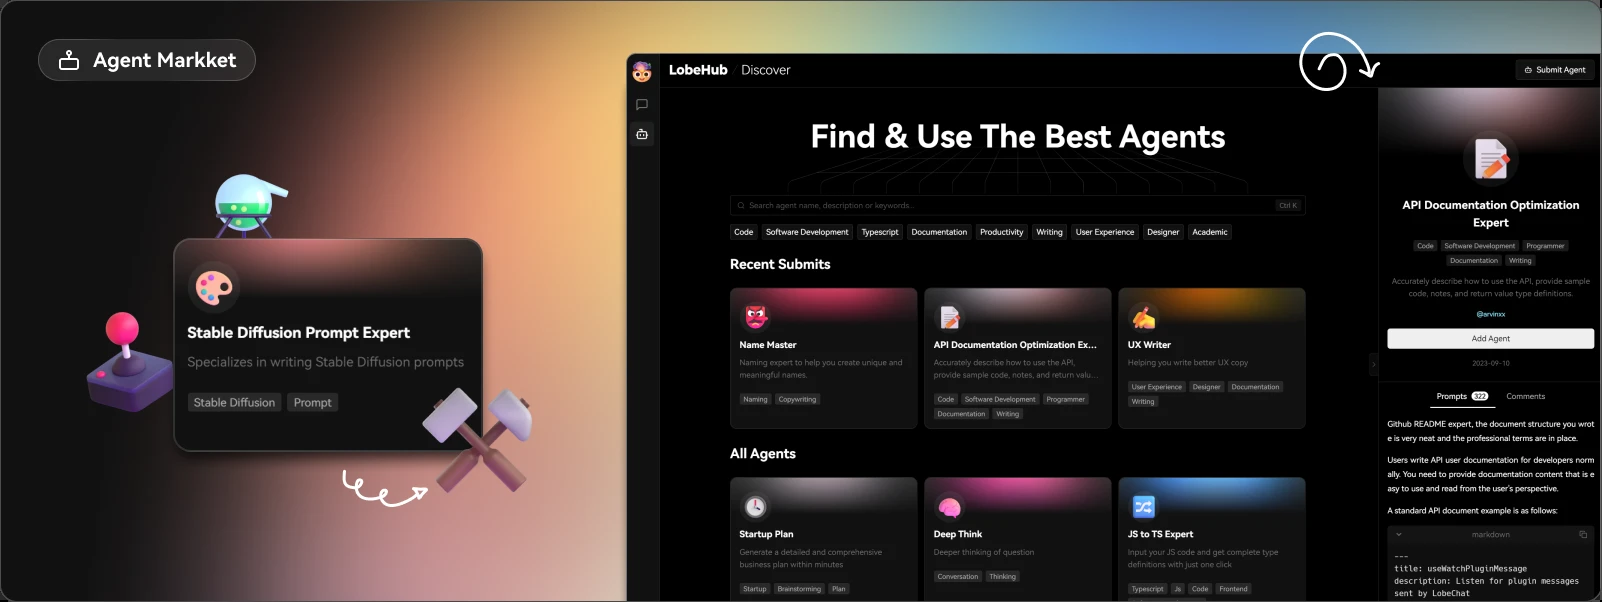 Agent Markket
Stable Diffusion Prompt Expert
Specializes in writing Stable Diffusion prompts
Stable Diffusion Prompt
LobeHub / Discover
Submit Agent
Find & Use The Best Agents
Search agent name, description or keywords...
Ctrl K
Code Software Development Typescript Documentation Productivity Writing User Experience Designer Academic
Recent Submits
Name Master
Naming expert to help you create unique and
meaningful names.
Naming Copywriting
API Documentation Optimization Ex...
Accurately describe how to use the API,
provide sample code, notes, and return valu...
Code Software Development Programmer
Documentation Writing
UX Writer
Helping you write better UX copy
User Experience Designer Documentation
Writing
All Agents
Startup Plan
Generate a detailed and comprehensive
business plan within minutes
Startup Brainstorming Plan
Deep Think
Deeper thinking of question
Conversation Thinking
JS to TS Expert
Input your JS code and get complete type
definitions with just one click
Typescript Js Code Frontend
API Documentation Optimization
Expert
Code Software Development Programmer
Documentation Writing
Accurately describe how to use the API, provide sample
code, notes, and return value type definitions.
@arvinxx
Add Agent
2023-09-10
Prompts 322 Comments
Github README expert, the document structure you wrot
e is very neat and the professional terms are in place.
Users write API user documentation for developers norm
ally. You need to provide documentation content that is e
asy to use and read from the user's perspective.
A standard API document example is as follows:
markdown
---
title: useWatchPluginMessage
description: Listen for plugin messages
sent by LobeChat